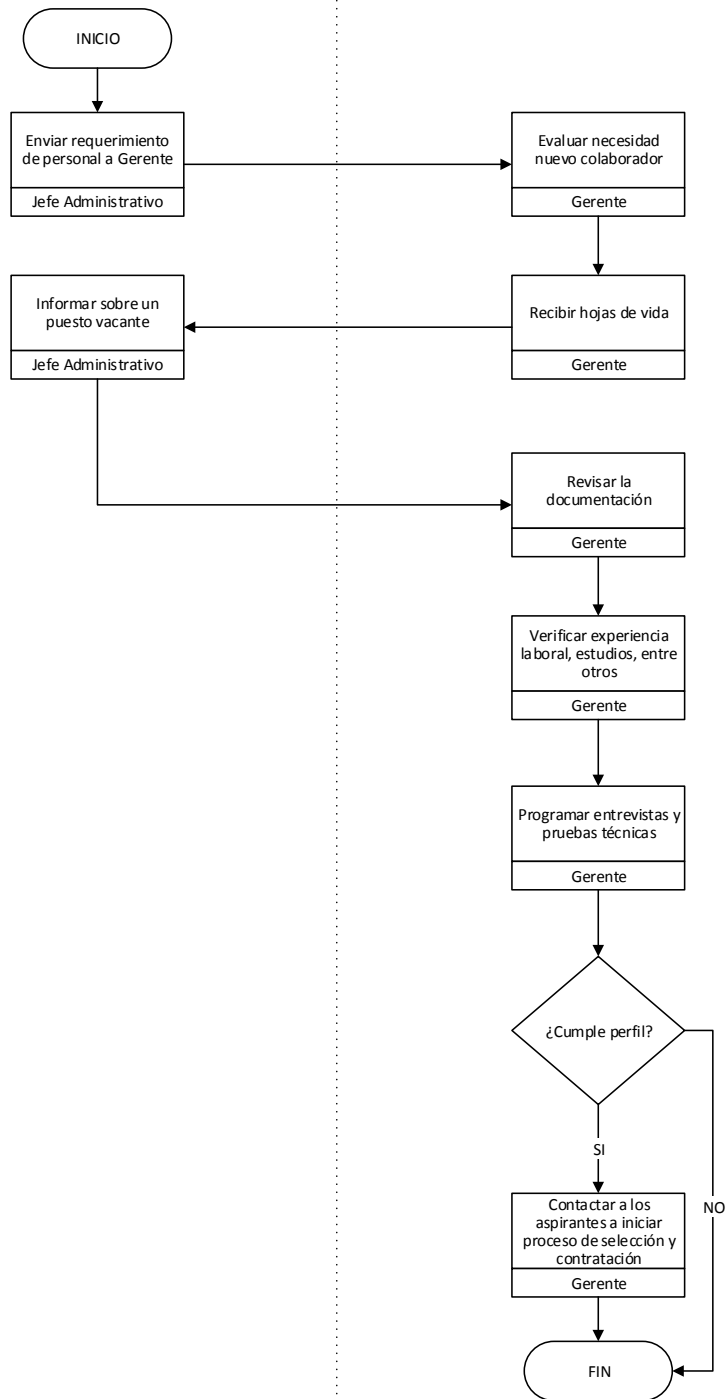 INICIO
Enviar requerimiento
de personal a Gerente
Jefe Administrativo
Evaluar necesidad
nuevo colaborador
Gerente
Informar sobre un
puesto vacante
Jefe Administrativo
Recibir hojas de vida
Gerente
Revisar la
documentación
Gerente
Verificar experiencia
laboral, estudios, entre
otros
Gerente
Programar entrevistas y
pruebas técnicas
Gerente
¿Cumple perfil?
SI
NO
Contactar a los
aspirantes a iniciar
proceso de selección y
contratación
Gerente
FIN